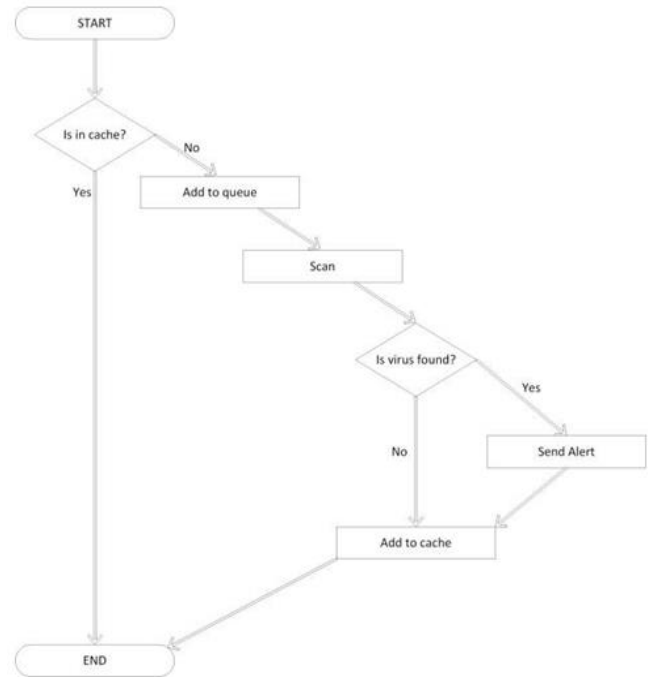 START
Is in cache?
No
Yes
Add to queue
Scan
Is virus found?
Yes
No
Send Alert
Add to cache
END